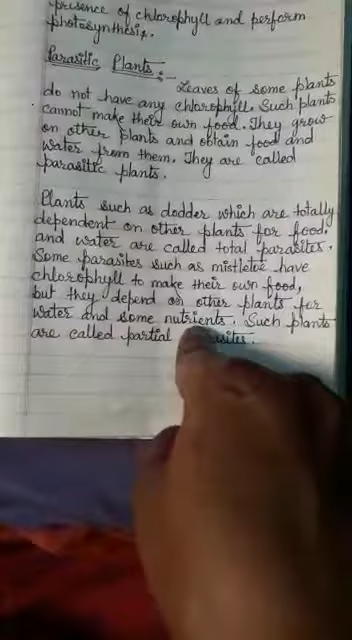 presence of chlorophyll and perform
photosynthesis.
Parasitic Plants :- Leaves of some plants
do not have any chlorophyll. Such plants
cannot make their own food. They grow
on other plants and obtain food and
water from them. They are called
parasitic plants.
Plants such as dodder which are totally
dependent on other plants for food
and water are called total parasites.
Some parasites such as mistletoe have
chlorophyll to make their own food,
but they depend on other plants for
water and some nutrients. Such plants
are called partial